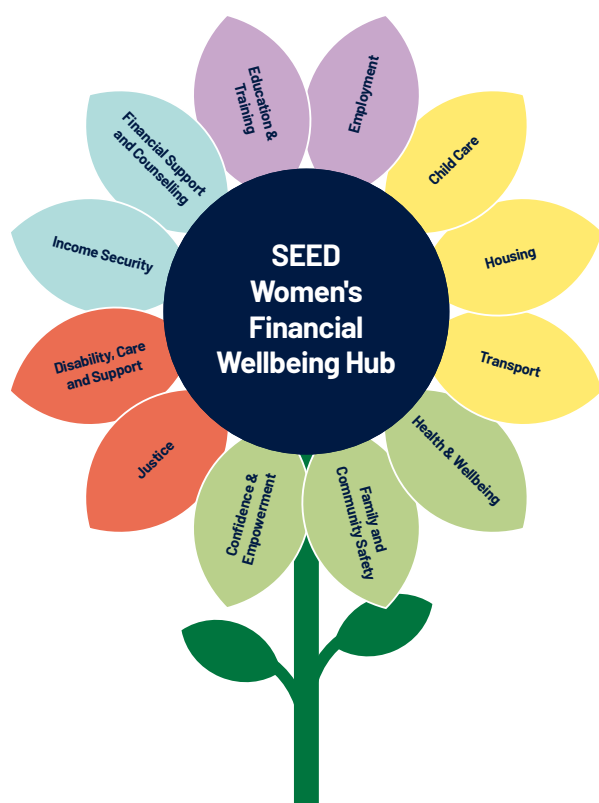 SEED
Women's
Financial
Wellbeing Hub
Education &
Training
Employment
Child Care
Housing
Transport
Health & Wellbeing
Family and
Community Safety
Confidence &
Empowerment
Justice
Disability, Care
and Support
Income Security
Financial Support
and Counselling